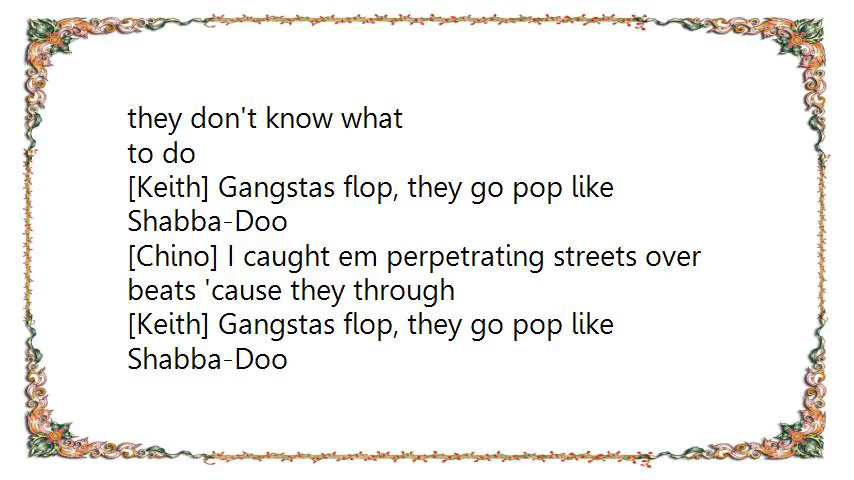 they don't know what
to do
[Keith] Gangstas flop, they go pop like
Shabba-Doo
[Chino] I caught em perpetrating streets over
beats 'cause they through
[Keith] Gangstas flop, they go pop like
Shabba-Doo